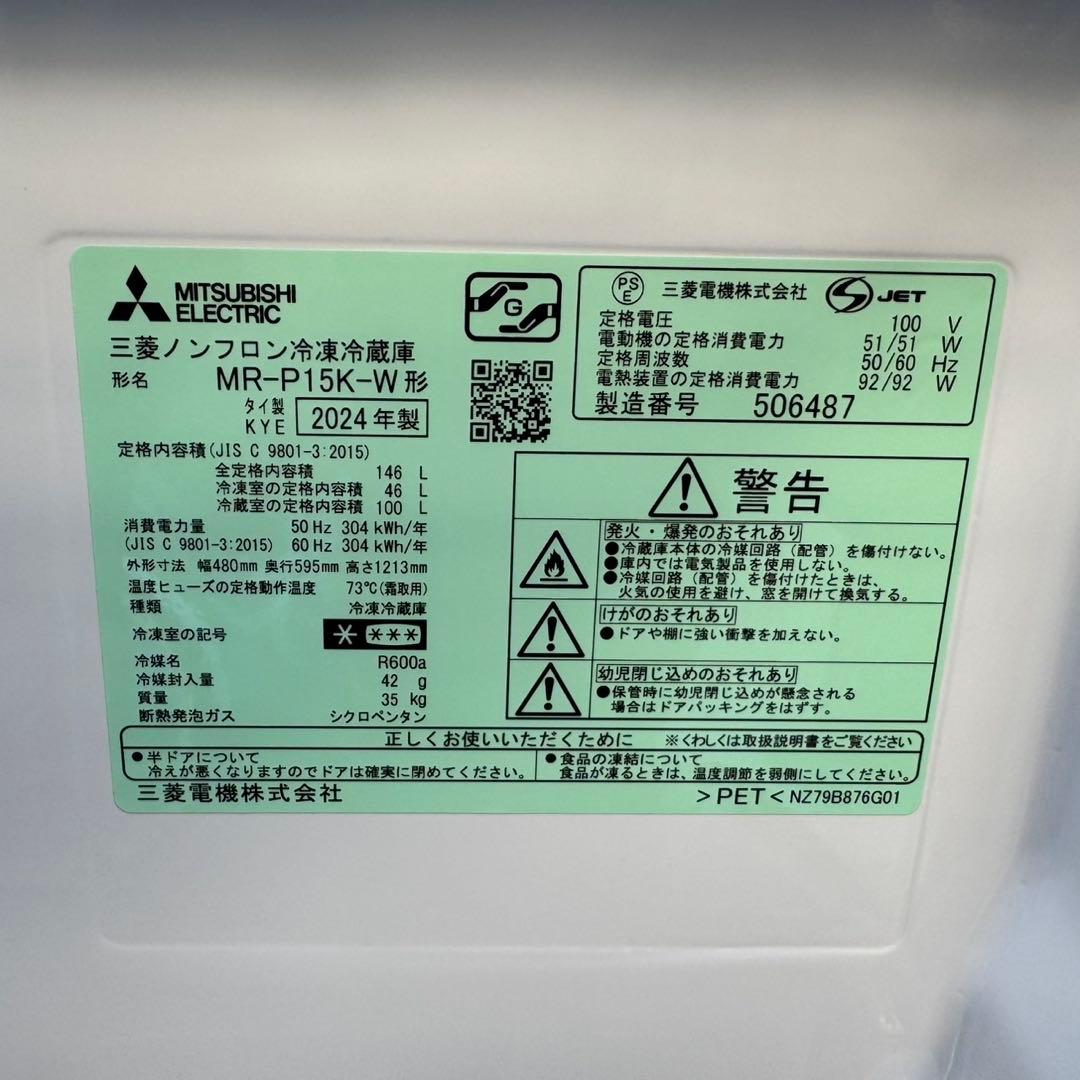 MITSUBISHI
ELECTRIC
三菱ノンフロン冷凍冷蔵庫
形名 MR-P15K-W形
タイ製
KYE 2024年製
定格内容積(JIS C 9801-3:2015)
全定格内容積 146 L
冷凍室の定格内容積 46 L
冷蔵室の定格内容積 100 L
消費電力量 50 Hz 304 kWh/年
(JIS C 9801-3:2015) 60 Hz 304 kWh/年
外形寸法 幅480mm 奥行595mm 高さ1213mm
温度ヒューズの定格動作温度 73℃(霜取用)
種類 冷凍冷蔵庫
冷凍室の記号 * ***
冷媒名 R600a
冷媒封入量 42 g
質量 35 kg
断熱発泡ガス シクロペンタン
G
PS
E 三菱電機株式会社 JET
定格電圧 100 V
電動機の定格消費電力 51/51 W
定格周波数 50/60 Hz
電熱装置の定格消費電力 92/92 W
製造番号 506487
警告
発火・爆発のおそれあり
●冷蔵庫本体の冷媒回路（配管）を傷付けない。
●庫内では電気製品を使用しない。
●冷媒回路（配管）を傷付けたときは、
火気の使用を避け、窓を開けて換気する。
けがのおそれあり
●ドアや棚に強い衝撃を加えない。
幼児閉じ込めのおそれあり
●保管時に幼児閉じ込めが懸念される
場合はドアパッキングをはずす。
正しくお使いいただくために ※くわしくは取扱説明書をご覧ください
●半ドアについて
冷えが悪くなりますのでドアは確実に閉めてください。
●食品の凍結について
食品が凍るときは、温度調節を弱側にしてください。
三菱電機株式会社 >PET< NZ79B876G01